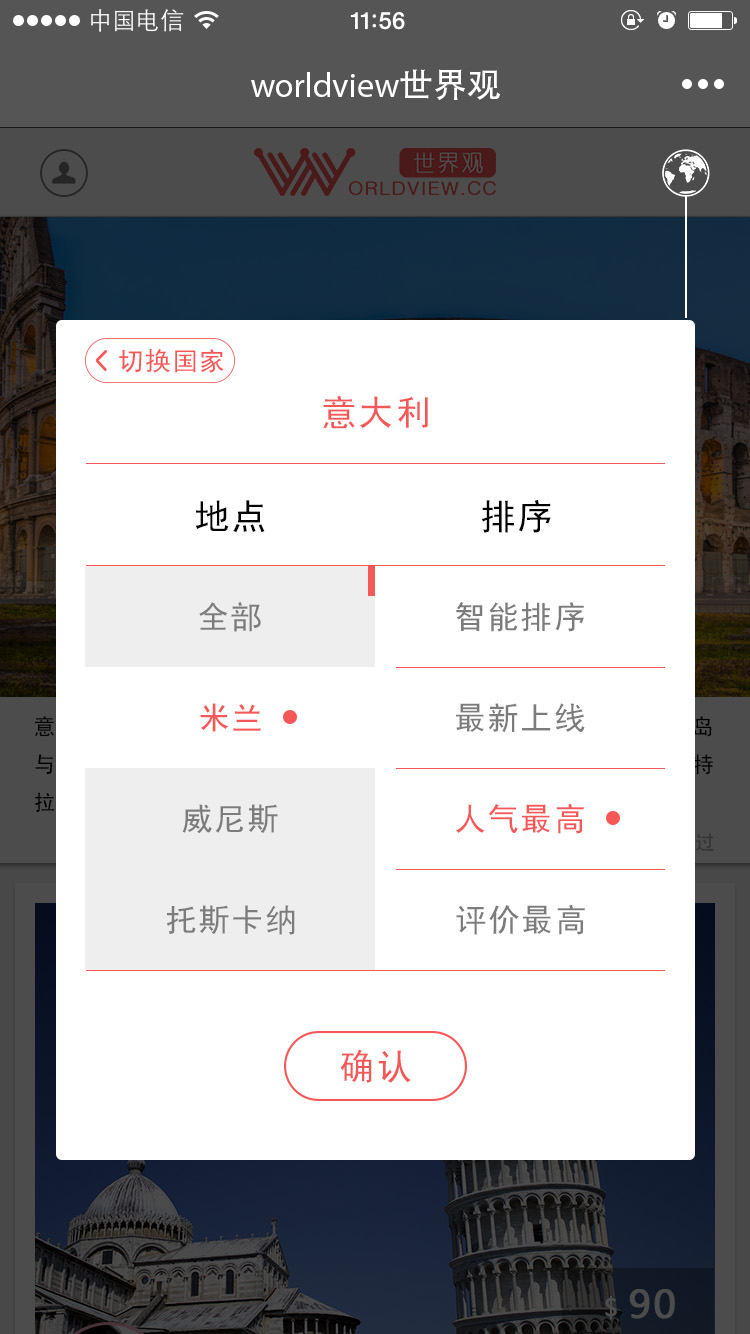 中国电信
11:56
worldview世界观
世界观
WORLDVIEW.CC
切换国家
意大利
地点
排序
全部
智能排序
米兰
最新上线
威尼斯
人气最高
托斯卡纳
评价最高
确认
意
岛
与
特
拉
过
$ 90